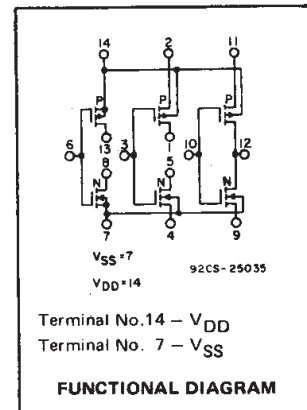 14 2 11
P P P
13 1
6 3 10 12
8 5
N N N
7 4 9
VSS=7
92CS-25035
VDD=14
Terminal No.14 – VDD
Terminal No. 7 – VSS
FUNCTIONAL DIAGRAM